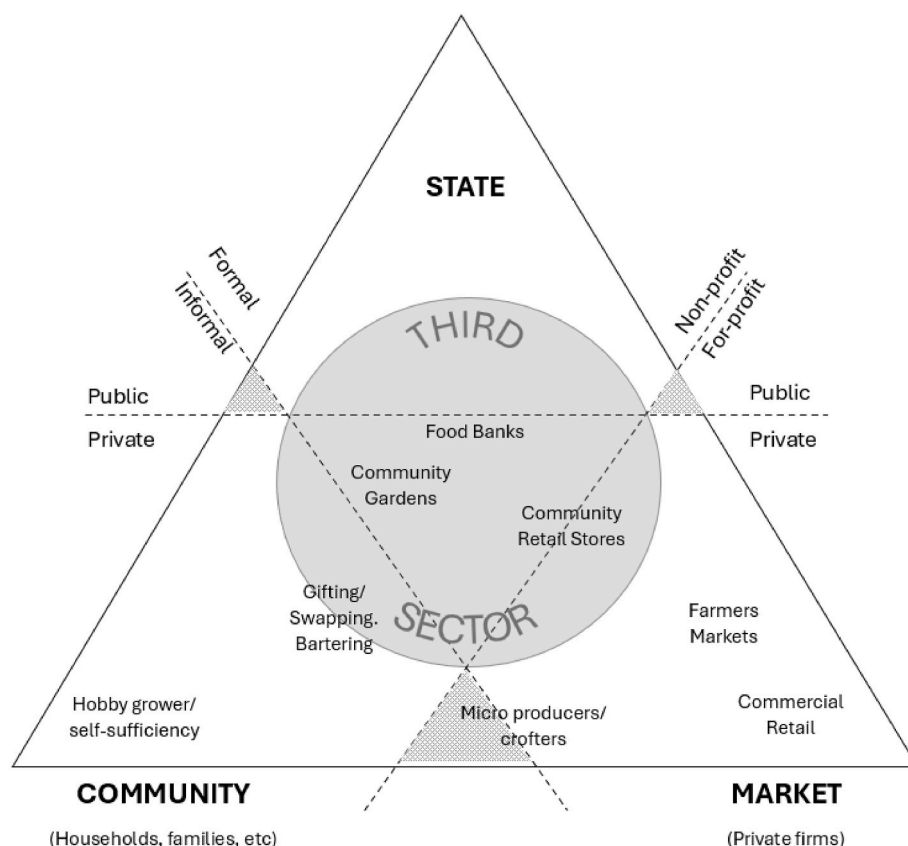 STATE
Formal
Informal
Non-profit
For-profit
THIRD
Public
Public
Private
Private
Food Banks
Community
Gardens
Community
Retail Stores
Gifting/
Swapping.
Bartering
SECTOR
Farmers
Markets
Hobby grower/
self-sufficiency
Micro producers/
crofters
Commercial
Retail
COMMUNITY
MARKET
(Households, families, etc)
(Private firms)